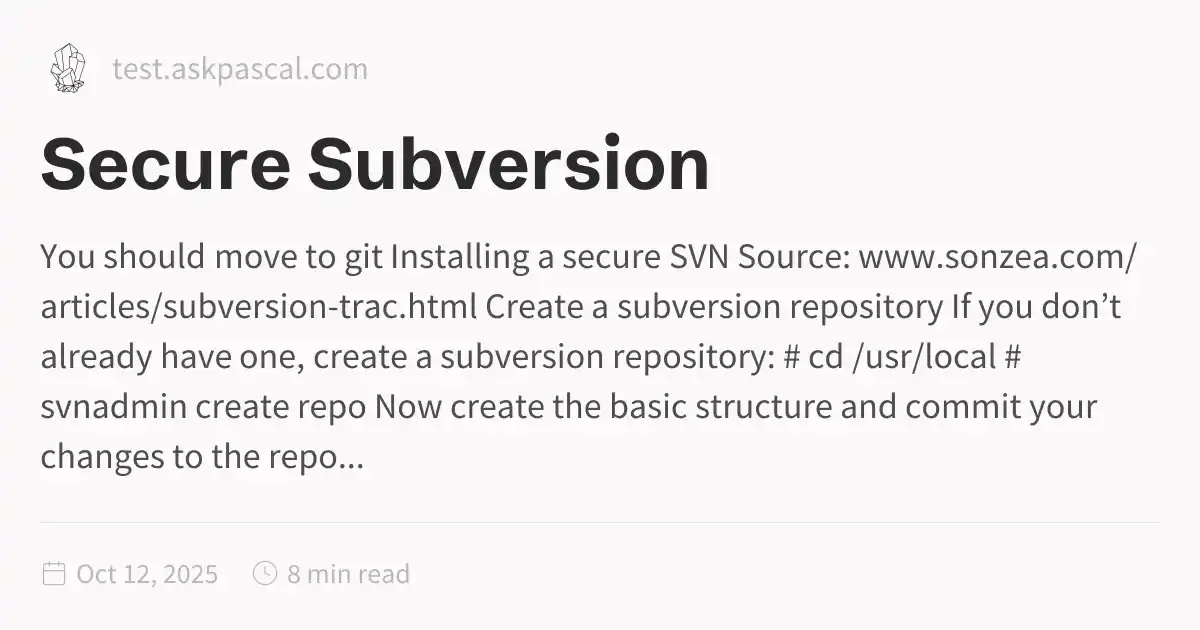 test.askpascal.com
Secure Subversion
You should move to git Installing a secure SVN Source: www.sonzea.com/
articles/subversion-trac.html Create a subversion repository If you don’t
already have one, create a subversion repository: # cd /usr/local #
svnadmin create repo Now create the basic structure and commit your
changes to the repo...
Oct 12, 2025 8 min read